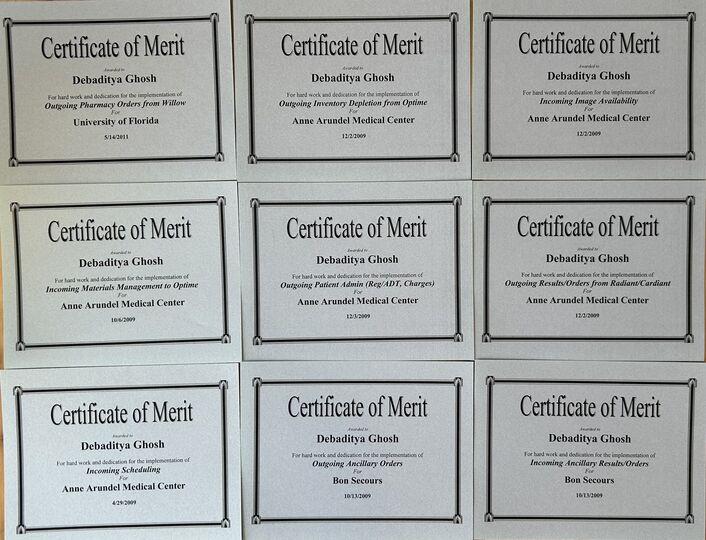 Certificate of Merit
Awarded to
Debaditya Ghosh
For hard work and dedication for the implementation of
Outgoing Pharmacy Orders from Willow
For
University of Florida
5/14/2011
Certificate of Merit
Awarded to
Debaditya Ghosh
For hard work and dedication for the implementation of
Outgoing Inventory Depletion from Optime
For
Anne Arundel Medical Center
12/2/2009
Certificate of Merit
Awarded to
Debaditya Ghosh
For hard work and dedication for the implementation of
Incoming Image Availability
For
Anne Arundel Medical Center
12/2/2009
Certificate of Merit
Awarded to
Debaditya Ghosh
For hard work and dedication for the implementation of
Incoming Materials Management to Optime
For
Anne Arundel Medical Center
10/6/2009
Certificate of Merit
Awarded to
Debaditya Ghosh
For hard work and dedication for the implementation of
Outgoing Patient Admin (Reg/ADT, Charges)
For
Anne Arundel Medical Center
12/3/2009
Certificate of Merit
Awarded to
Debaditya Ghosh
For hard work and dedication for the implementation of
Outgoing Results/Orders from Radiant/Cardiant
For
Anne Arundel Medical Center
12/2/2009
Certificate of Merit
Awarded to
Debaditya Ghosh
For hard work and dedication for the implementation of
Incoming Scheduling
For
Anne Arundel Medical Center
4/29/2009
Certificate of Merit
Awarded to
Debaditya Ghosh
For hard work and dedication for the implementation of
Outgoing Ancillary Orders
For
Bon Secours
10/13/2009
Certificate of Merit
Awarded to
Debaditya Ghosh
For hard work and dedication for the implementation of
Incoming Ancillary Results/Orders
For
Bon Secours
10/13/2009